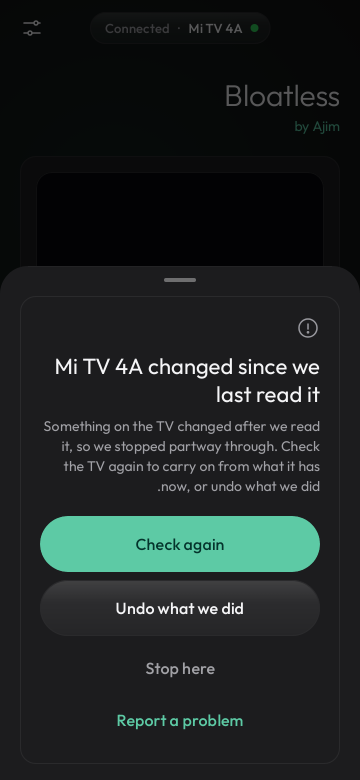 Connected · Mi TV 4A
Bloatless
by Ajim
Mi TV 4A changed since we
last read it
Something on the TV changed after we read
it, so we stopped partway through. Check
the TV again to carry on from what it has
.now, or undo what we did
Check again
Undo what we did
Stop here
Report a problem